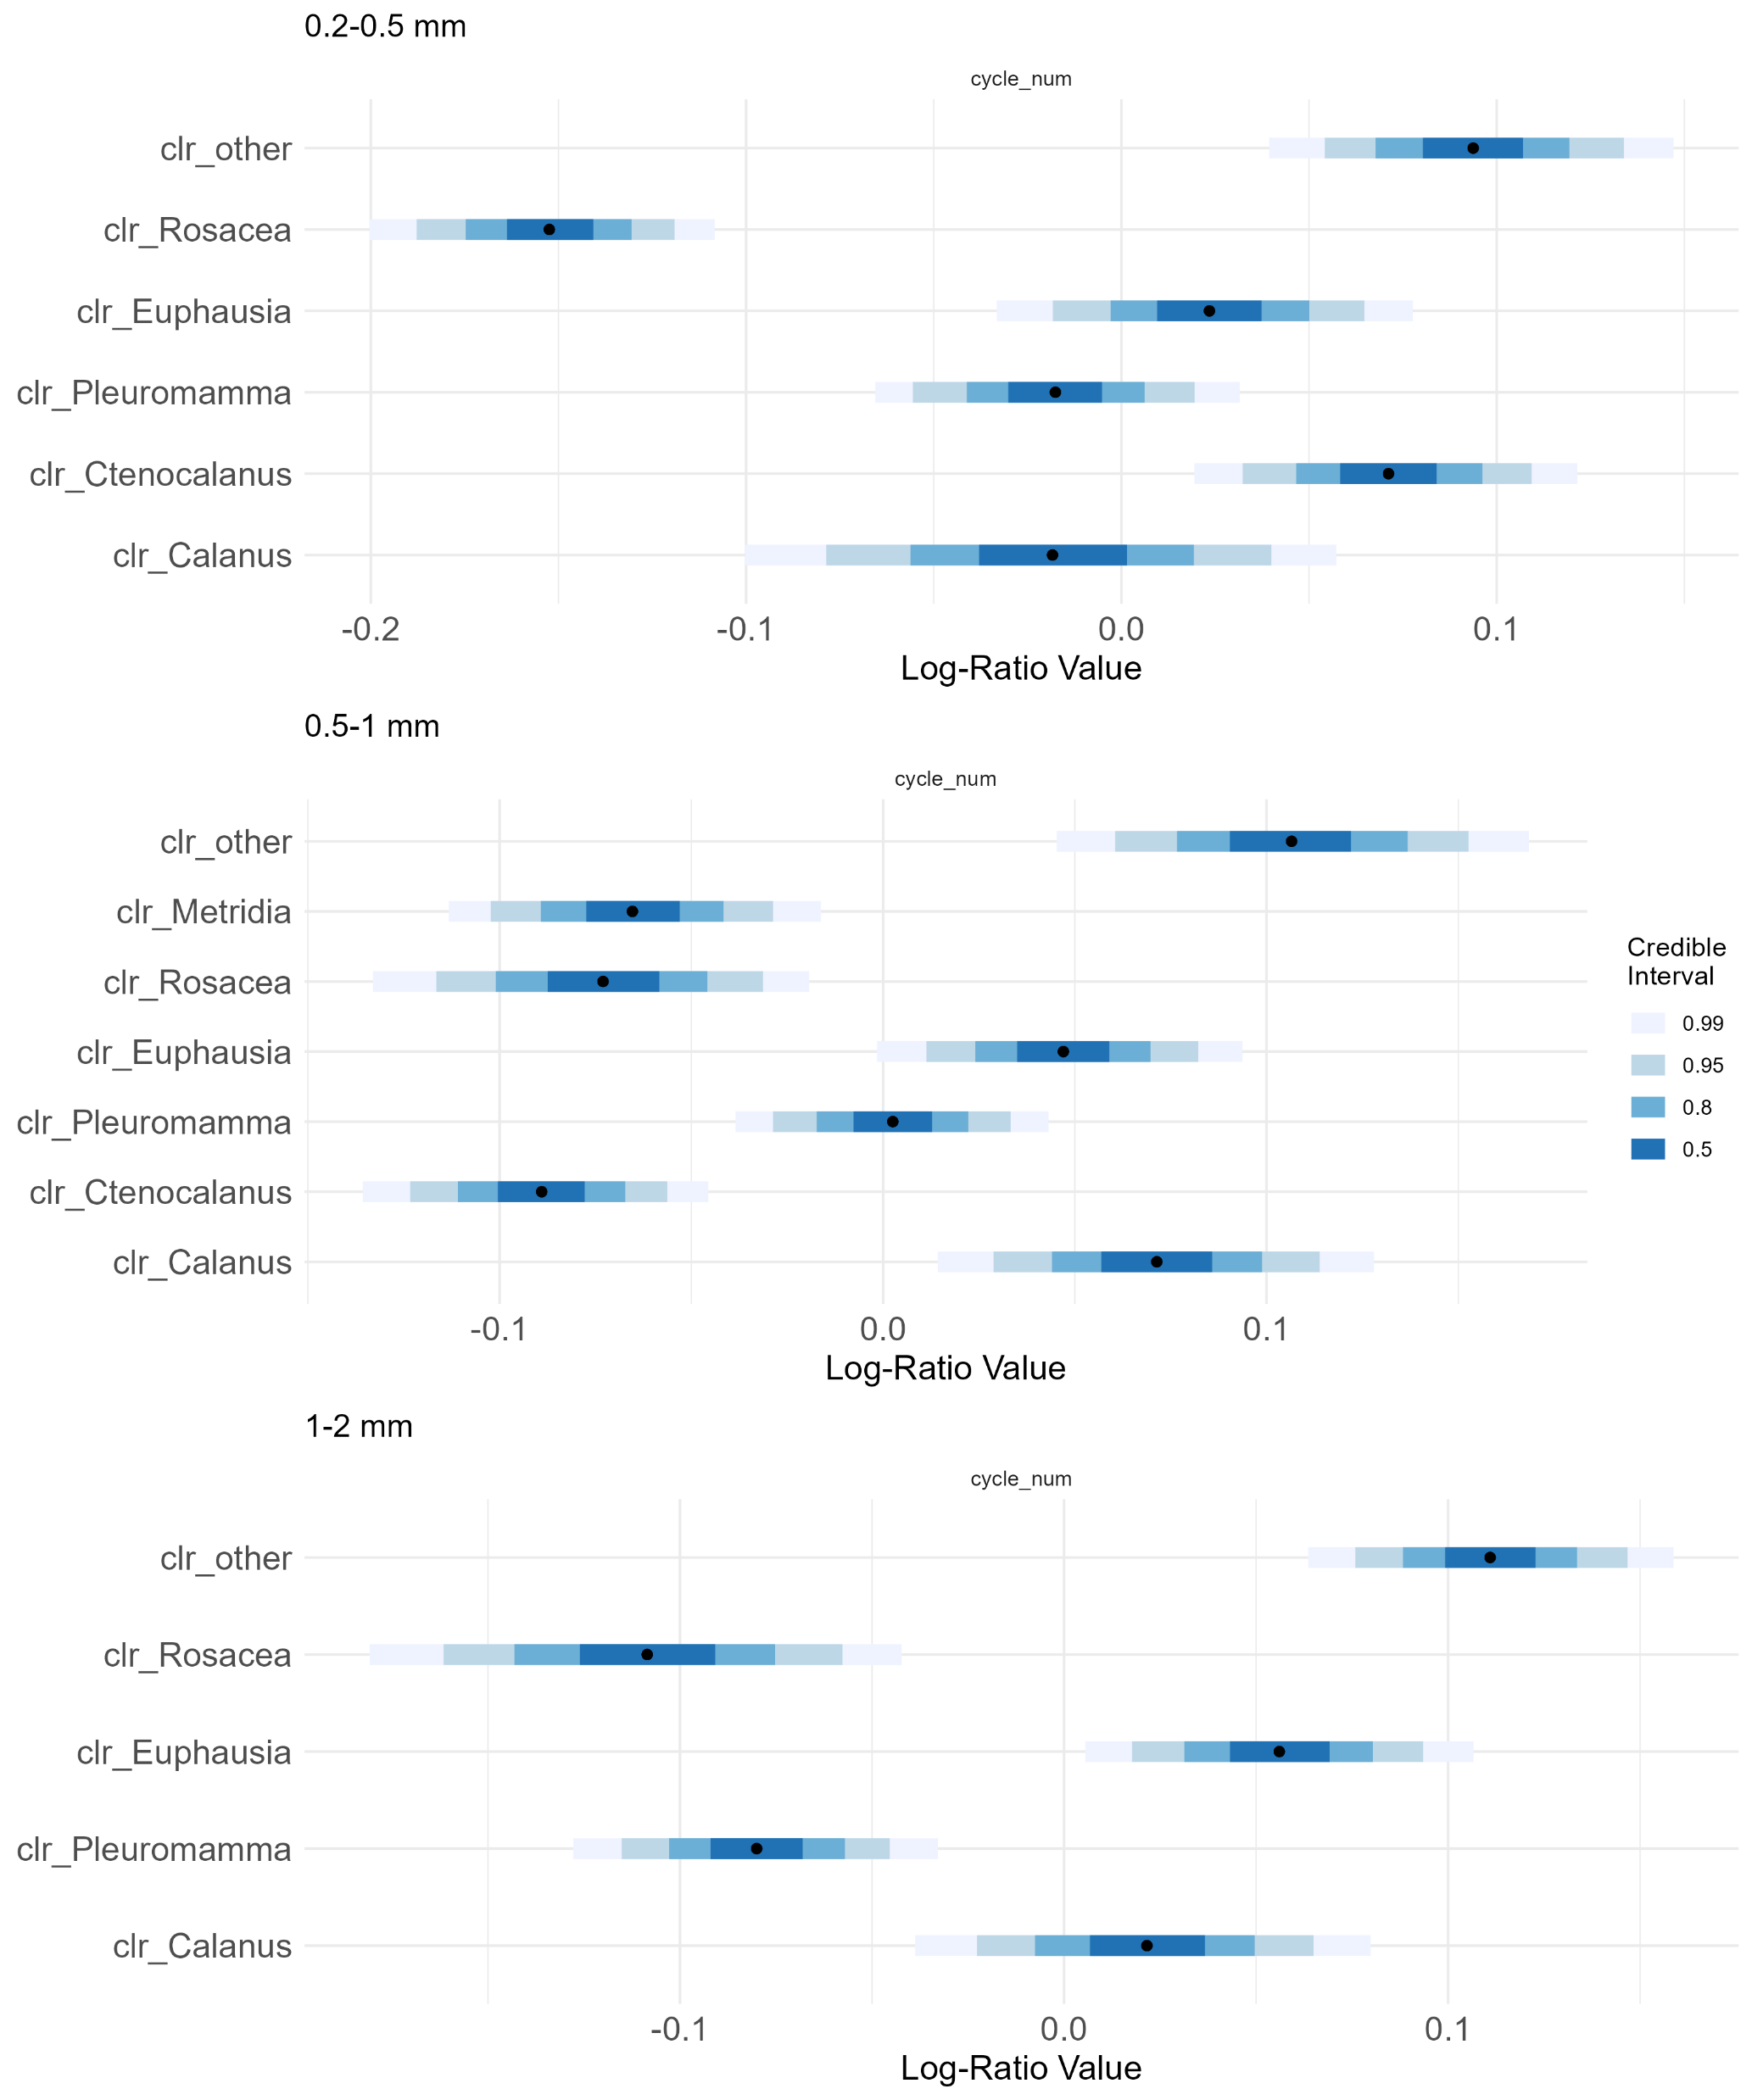 0.2-0.5 mm
cycle_num
clr_other
clr_Rosacea
clr_Euphausia
clr_Pleuromamma
clr_Ctenocalanus
clr_Calanus
-0.2 -0.1 0.0 0.1
Log-Ratio Value
0.5-1 mm
cycle_num
clr_other
clr_Metridia
clr_Rosacea
clr_Euphausia
clr_Pleuromamma
clr_Ctenocalanus
clr_Calanus
-0.1 0.0 0.1
Log-Ratio Value
Credible
Interval
0.99
0.95
0.8
0.5
1-2 mm
cycle_num
clr_other
clr_Rosacea
clr_Euphausia
clr_Pleuromamma
clr_Calanus
-0.1 0.0 0.1
Log-Ratio Value